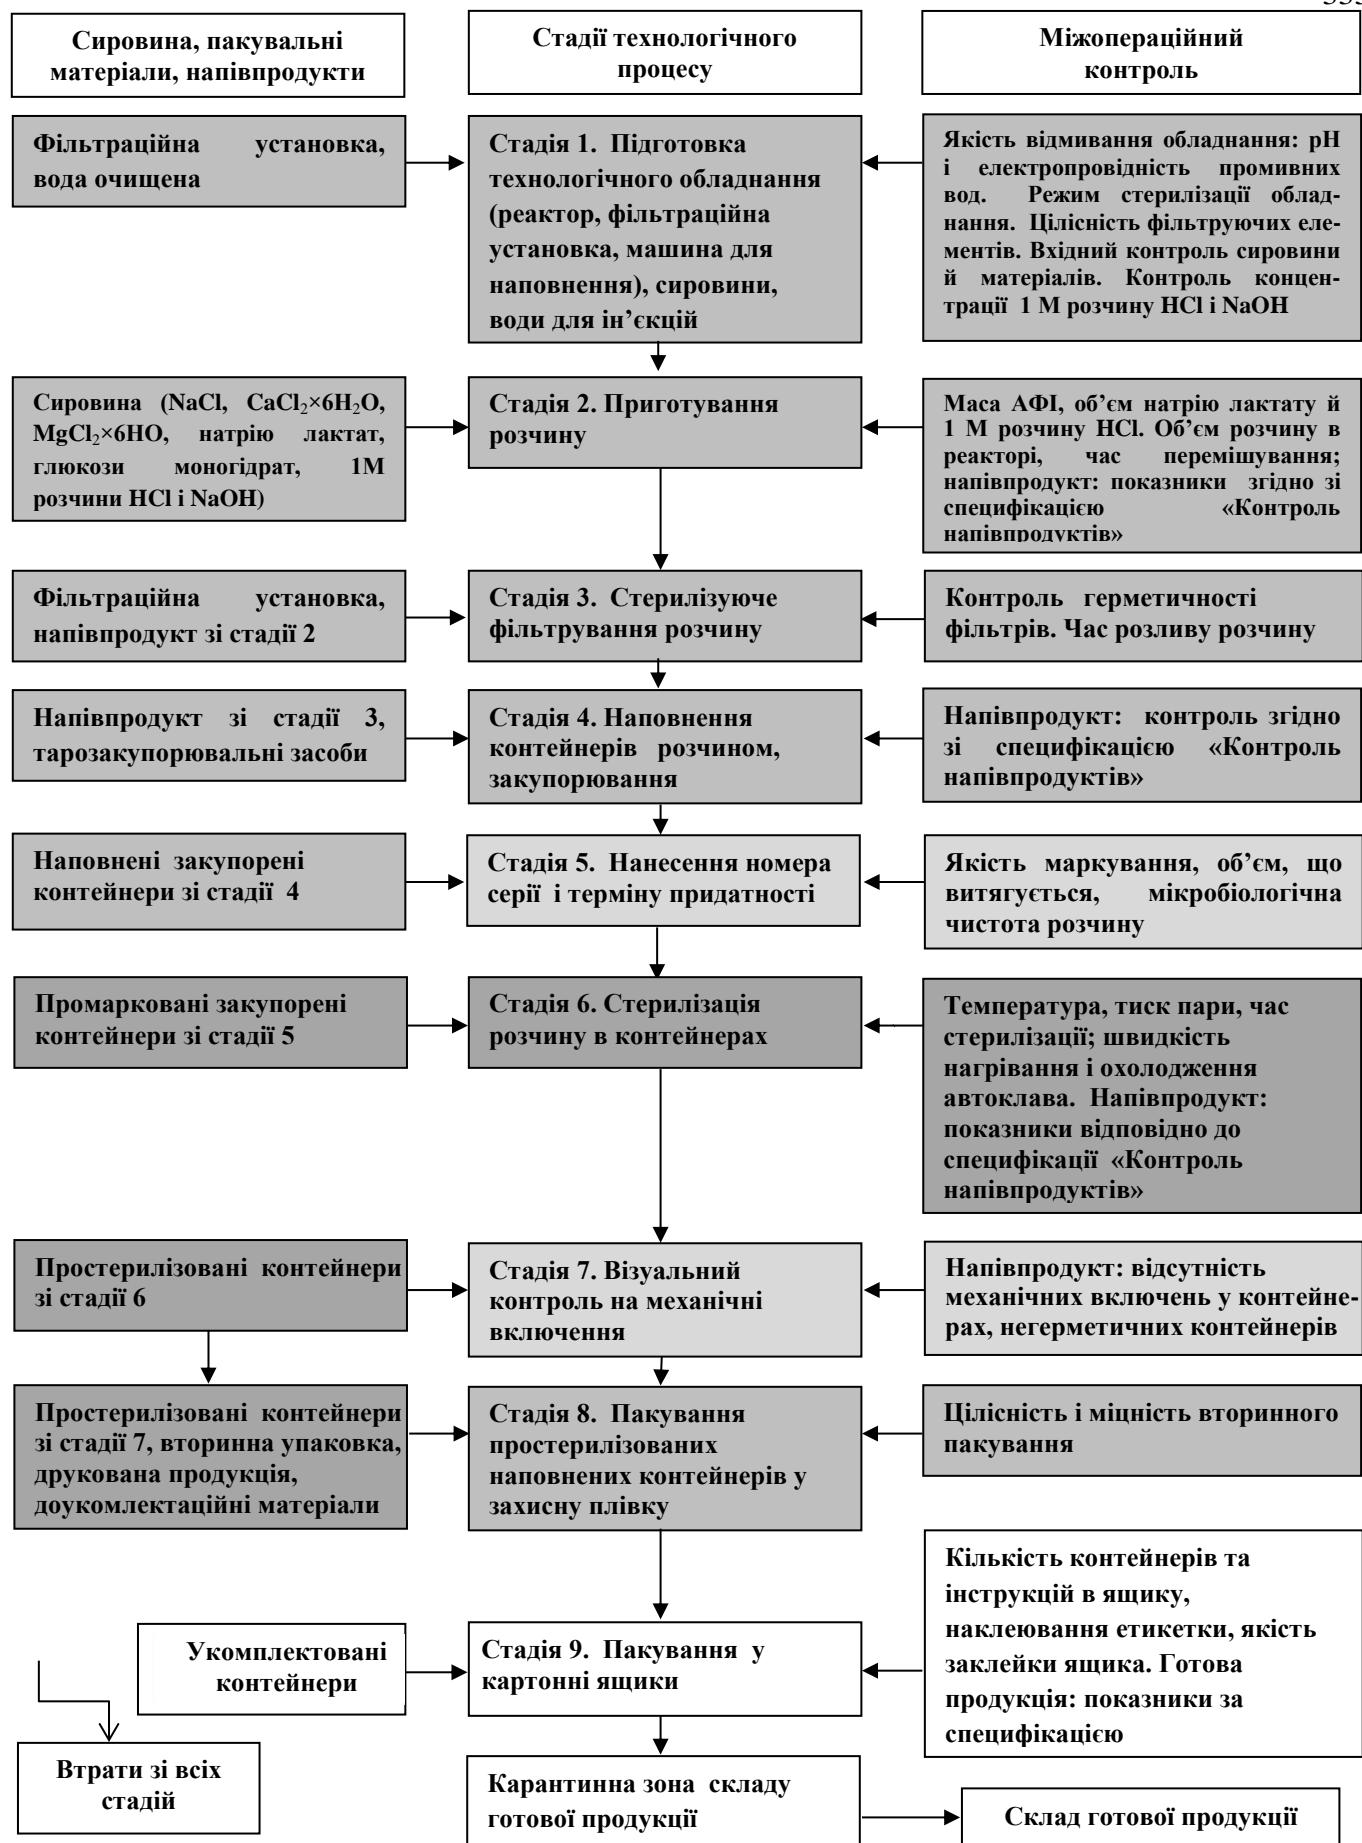 Сировина, пакувальні
матеріали, напівпродукти
Стадії технологічного
процесу
Міжопераційний
контроль
Фільтраційна установка,
вода очищена
Стадія 1. Підготовка
технологічного обладнання
(реактор, фільтраційна
установка, машина для
наповнення), сировини,
води для ін’єкцій
Якість відмивання обладнання: рН
і електропровідність промивних
вод. Режим стерилізації облад-
нання. Цілісність фільтруючих еле-
ментів. Вхідний контроль сировини
й матеріалів. Контроль концен-
трації 1 М розчину HCl і NaOH
Сировина (NaCl, CaCl₂×6H₂O,
MgCl₂×6HO, натрію лактат,
глюкози моногідрат, 1М
розчини HCl і NaOH)
Стадія 2. Приготування
розчину
Маса АФІ, об’єм натрію лактату й
1 М розчину HCl. Об’єм розчину в
реакторі, час перемішування;
напівпродукт: показники згідно зі
специфікацією «Контроль
напівпродуктів»
Фільтраційна установка,
напівпродукт зі стадії 2
Стадія 3. Стерилізуюче
фільтрування розчину
Контроль герметичності
фільтрів. Час розливу розчину
Напівпродукт зі стадії 3,
тарозакупорювальні засоби
Стадія 4. Наповнення
контейнерів розчином,
закупорювання
Напівпродукт: контроль згідно
зі специфікацією «Контроль
напівпродуктів»
Наповнені закупорені
контейнери зі стадії 4
Стадія 5. Нанесення номера
серії і терміну придатності
Якість маркування, об’єм, що
витягується, мікробіологічна
чистота розчину
Промарковані закупорені
контейнери зі стадії 5
Стадія 6. Стерилізація
розчину в контейнерах
Температура, тиск пари, час
стерилізації; швидкість
нагрівання і охолодження
автоклава. Напівпродукт:
показники відповідно до
специфікації «Контроль
напівпродуктів»
Простерилізовані контейнери
зі стадії 6
Стадія 7. Візуальний
контроль на механічні
включення
Напівпродукт: відсутність
механічних включень у контейне-
рах, негерметичних контейнерів
Простерилізовані контейнери
зі стадії 7, вторинна упаковка,
друкована продукція,
доукомлектаційні матеріали
Стадія 8. Пакування
простерилізованих
наповнених контейнерів у
захисну плівку
Цілісність і міцність вторинного
пакування
Кількість контейнерів та
інструкцій в ящику,
наклеювання етикетки, якість
заклейки ящика. Готова
продукція: показники за
специфікацією
Укомплектовані
контейнери
Стадія 9. Пакування у
картонні ящики
Втрати зі всіх
стадій
Карантинна зона складу
готової продукції
Склад готової продукції